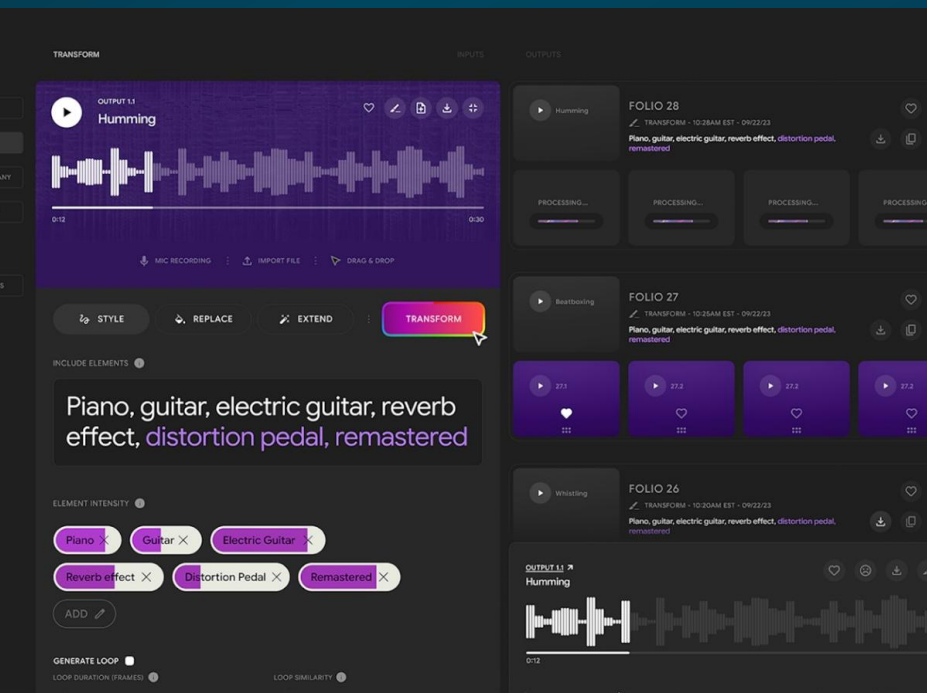 TRANSFORM
INPUTS
OUTPUTS
ANY
S
OUTPUT 1.1
Humming
0:12
0:30
MIC RECORDING
IMPORT FILE
DRAG & DROP
STYLE
REPLACE
EXTEND
TRANSFORM
INCLUDE ELEMENTS
Piano, guitar, electric guitar, reverb
effect, distortion pedal, remastered
ELEMENT INTENSITY
Piano
Guitar
Electric Guitar
Reverb effect
Distortion Pedal
Remastered
ADD
GENERATE LOOP
LOOP DURATION (FRAMES)
LOOP SIMILARITY
Humming
FOLIO 28
TRANSFORM - 10:28AM EST - 09/22/23
Piano, guitar, electric guitar, reverb effect, distortion pedal,
remastered
PROCESSING...
PROCESSING...
PROCESSING...
PROCESSING
Beatboxing
FOLIO 27
TRANSFORM - 10:25AM EST - 09/22/23
Piano, guitar, electric guitar, reverb effect, distortion pedal,
remastered
27.1
27.2
27.2
27.2
Whistling
FOLIO 26
TRANSFORM - 10:20AM EST - 09/22/23
Piano, guitar, electric guitar, reverb effect, distortion pedal,
remastered
OUTPUT 1.1
Humming
0:12